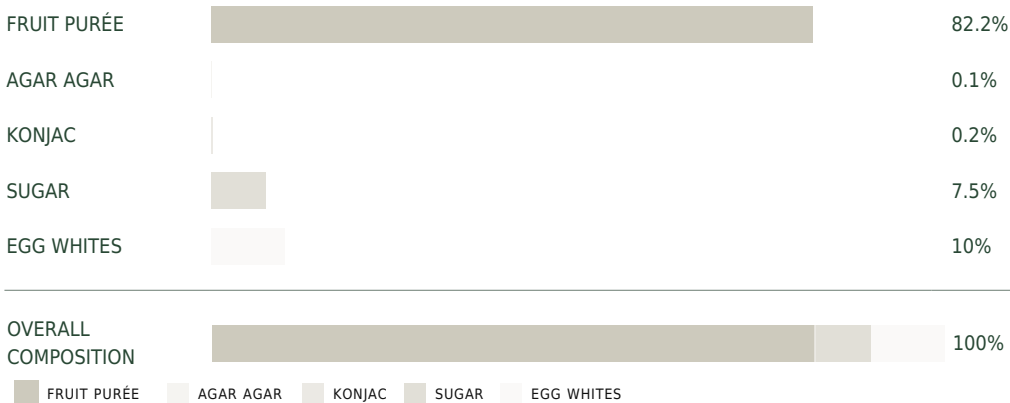 FRUIT PURÉE 82.2%
AGAR AGAR 0.1%
KONJAC 0.2%
SUGAR 7.5%
EGG WHITES 10%
OVERALL
COMPOSITION 100%
FRUIT PURÉE AGAR AGAR KONJAC SUGAR EGG WHITES